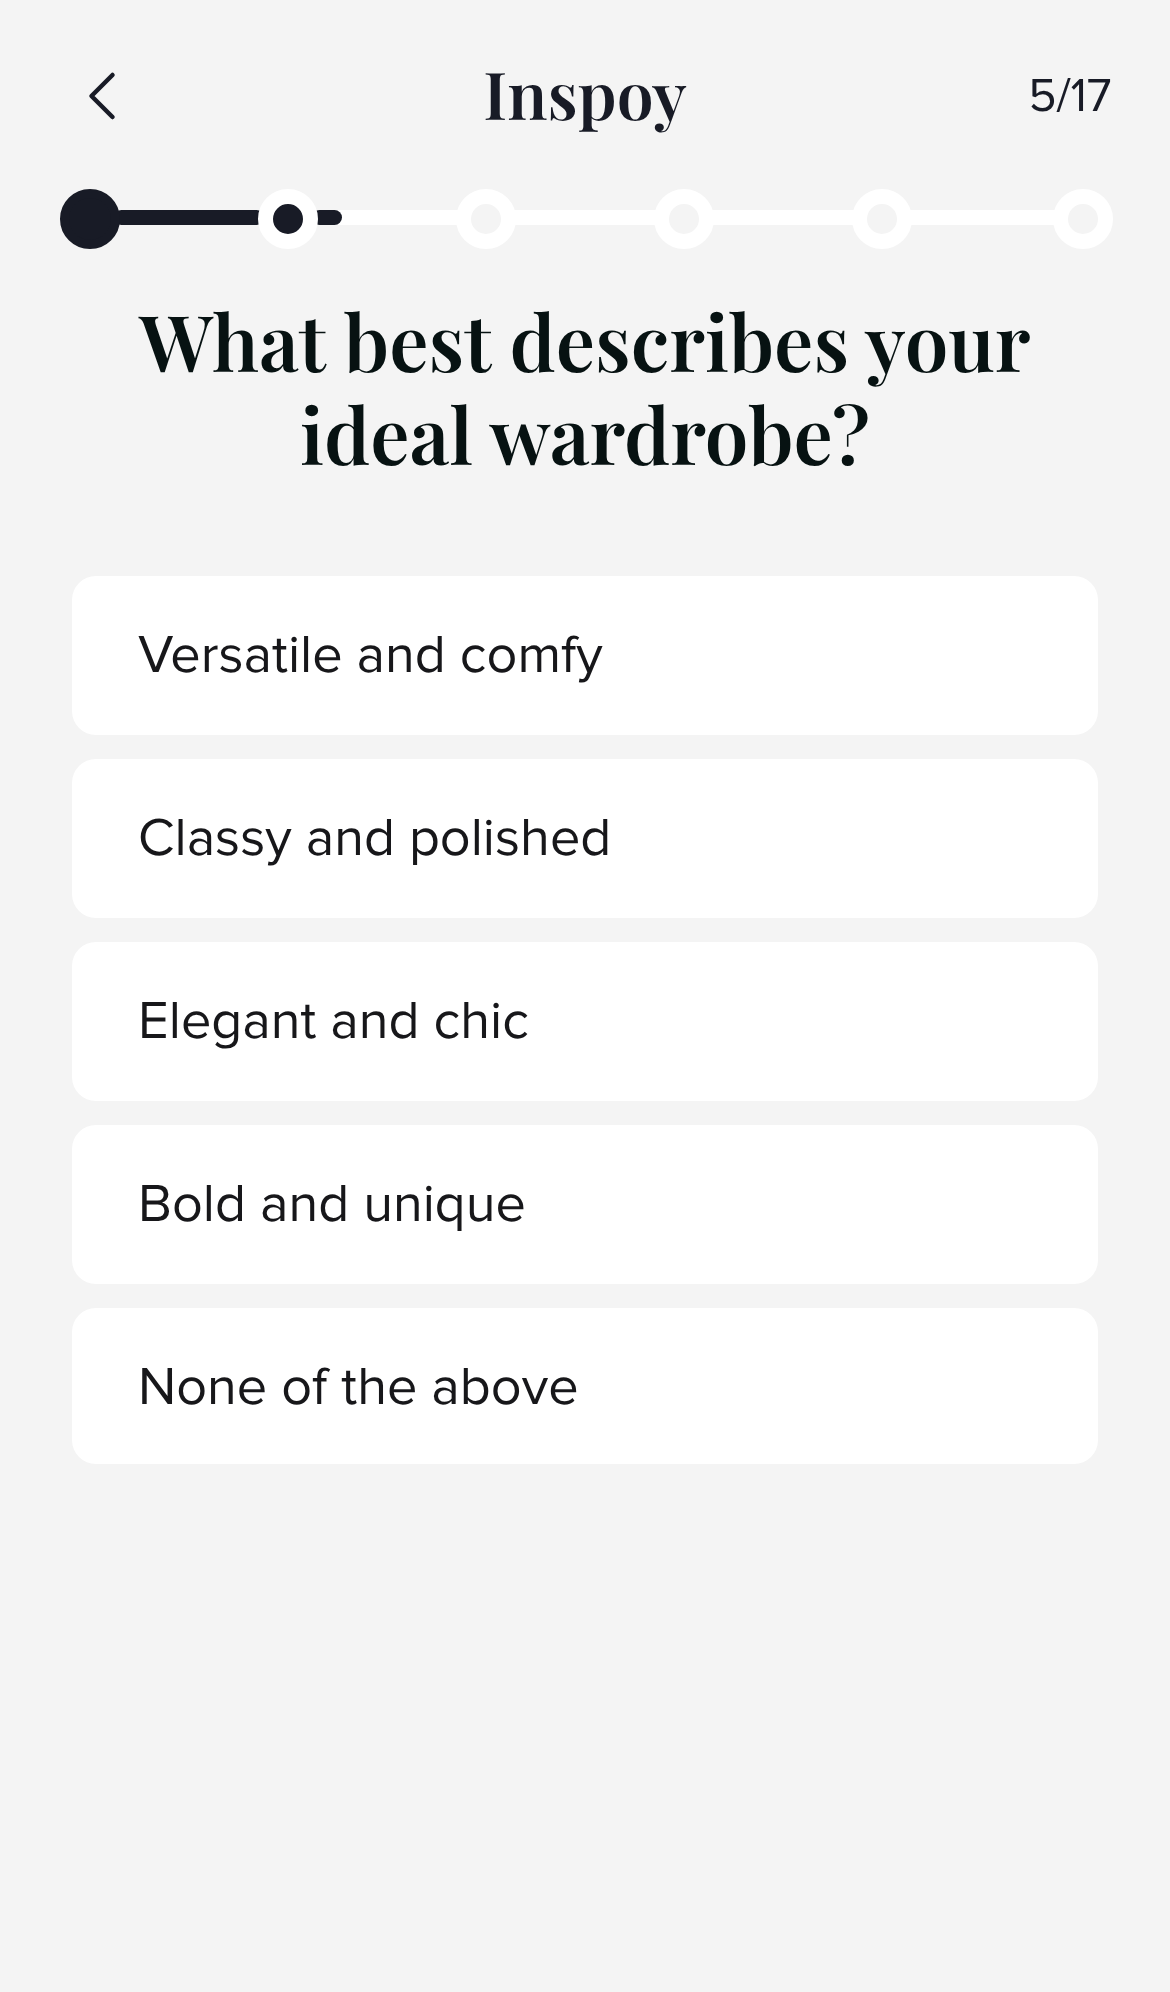 Inspoy
5/17
What best describes your
ideal wardrobe?
Versatile and comfy
Classy and polished
Elegant and chic
Bold and unique
None of the above